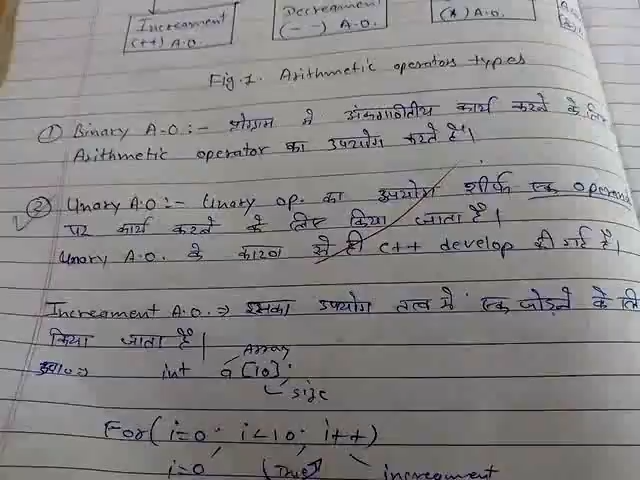 Increament (++) A.O.
Decreament (--) A.O.
A.O.
Fig.1. Arithmetic operators types
① Binary A.O:- प्रोग्राम में अंकगणितीय कार्य करने के लिए
Arithmetic operator का उपयोग करते हैं।
② Unary A.O:- Unary op. का उपयोग शीर्फ एक operand
पर कार्य करने के लिए किया जाता है।
Unary A.O. के कारण से ही C++ develop की गई है।
Increament A.O. ⇒ इसका उपयोग तत्व में एक जोड़ने के लि
किया जाता है।
Array
उदा०⇒ int a[10];
size
For(i=0; i<10; i++)
i=0 (True) increament